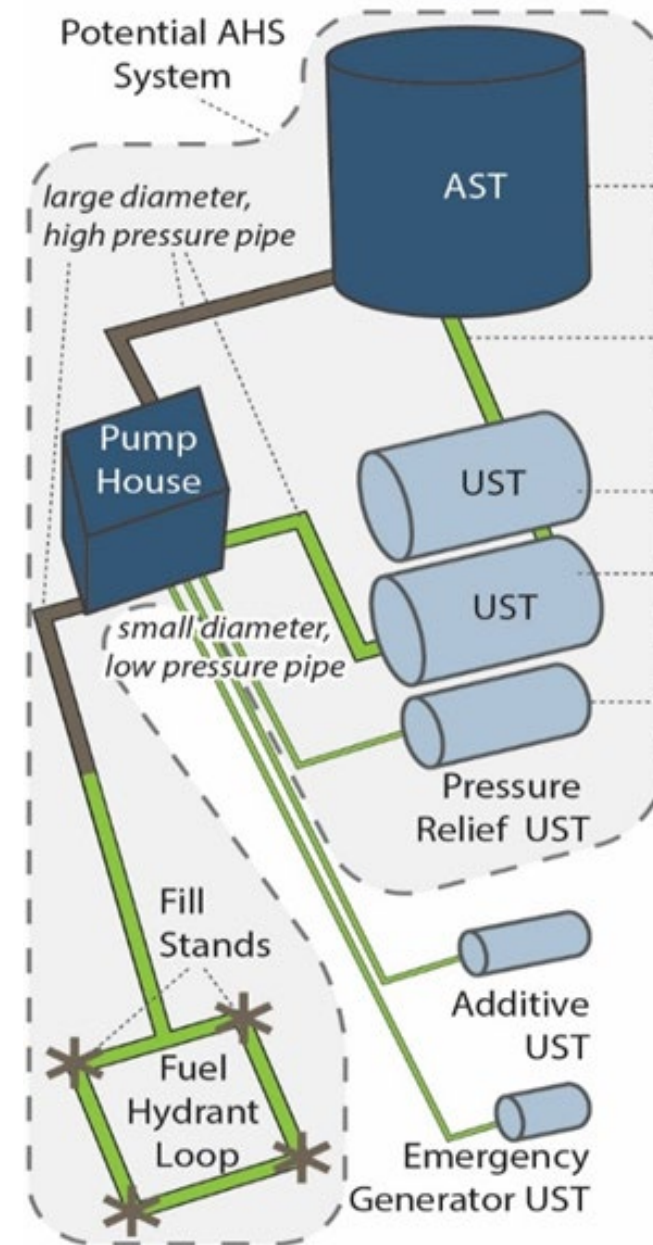 Potential AHS
System
AST
large diameter,
high pressure pipe
Pump
House
UST
UST
small diameter,
low pressure pipe
Pressure
Relief UST
Fill
Stands
Additive
UST
Fuel
Hydrant
Loop
Emergency
Generator UST